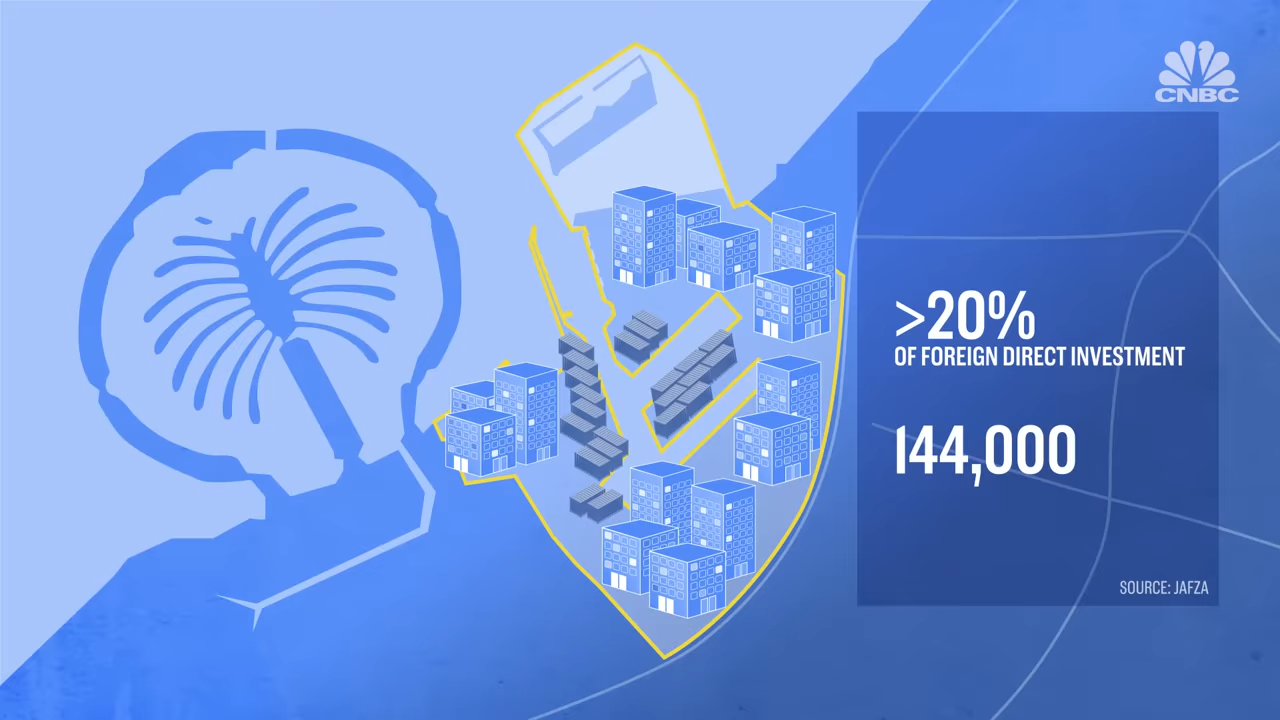 CNBC
>20%
OF FOREIGN DIRECT INVESTMENT
144,000
SOURCE: JAFZA